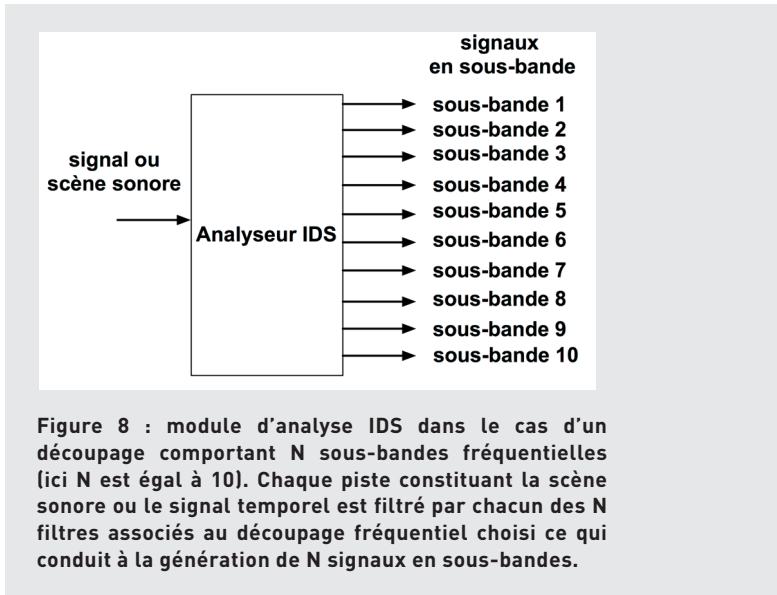 signaux
en sous-bande
signal ou
scène sonore
Analyseur IDS
sous-bande 1
sous-bande 2
sous-bande 3
sous-bande 4
sous-bande 5
sous-bande 6
sous-bande 7
sous-bande 8
sous-bande 9
sous-bande 10
Figure 8 : module d'analyse IDS dans le cas d'un
découpage comportant N sous-bandes fréquentielles
(ici N est égal à 10). Chaque piste constituant la scène
sonore ou le signal temporel est filtré par chacun des N
filtres associés au découpage fréquentiel choisi ce qui
conduit à la génération de N signaux en sous-bandes.